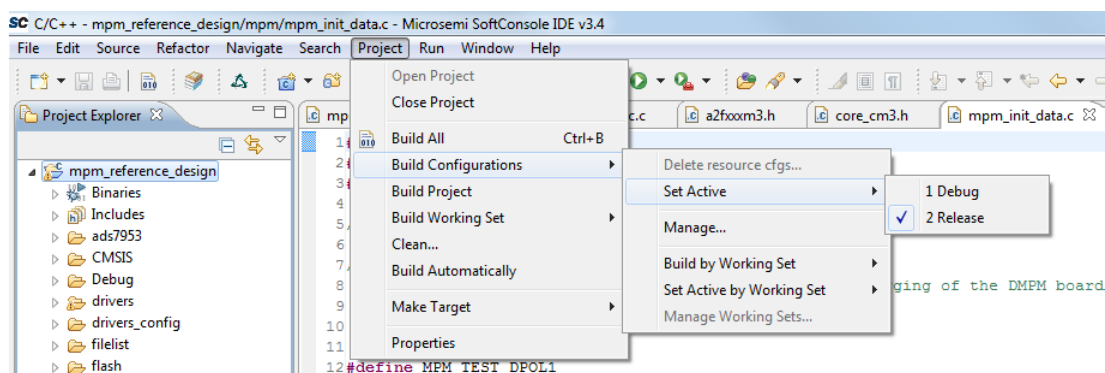 SC C/C++ - mpm_reference_design/mpm/mpm_init_data.c - Microsemi SoftConsole IDE v3.4
File Edit Source Refactor Navigate Search Project Run Window Help
Project Explorer
a2fxxxm3.h
core_cm3.h
mpm_init_data.c
mpm_reference_design
Binaries
Includes
ads7953
CMSIS
Debug
drivers
drivers_config
filelist
flash
1
2
3
4
5
6
7
8
9
10
11
12 #define MPM_TEST_DPOL1
Open Project
Close Project
Build All Ctrl+B
Build Configurations
Build Project
Build Working Set
Clean...
Build Automatically
Make Target
Properties
Delete resource cfgs...
Set Active
Manage...
Build by Working Set
Set Active by Working Set
Manage Working Sets...
1 Debug
2 Release
ging of the DMPM board